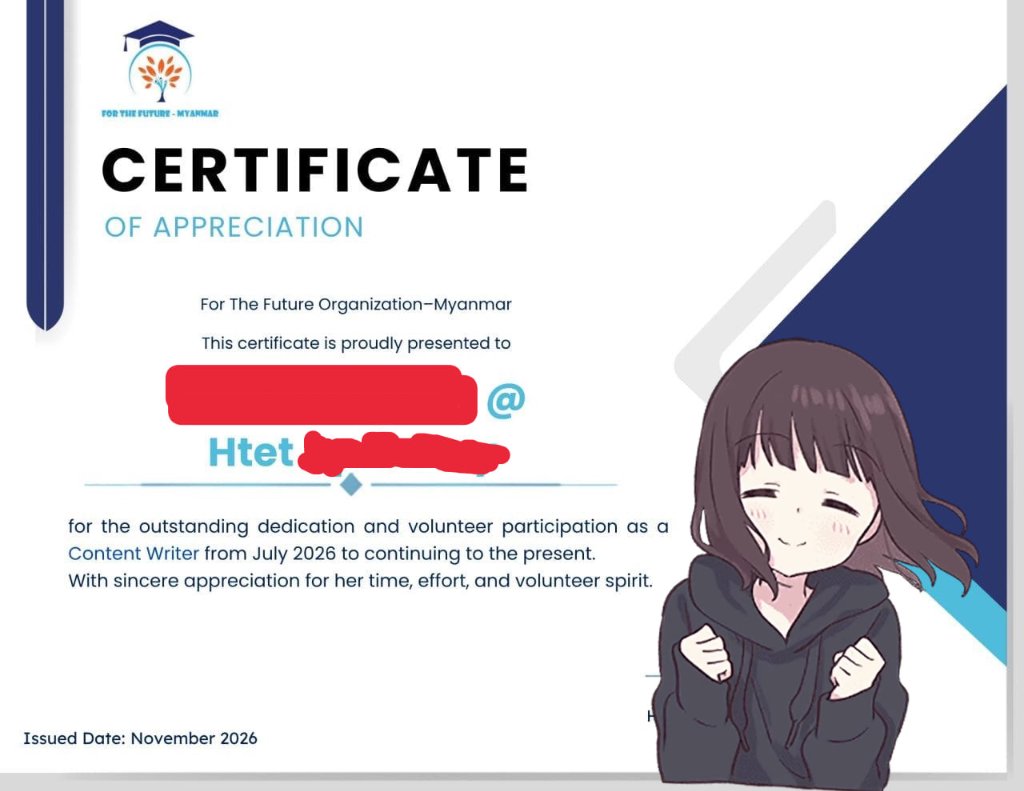 FOR THE FUTURE - MYANMAR
CERTIFICATE
OF APPRECIATION
For The Future Organization–Myanmar
This certificate is proudly presented to
@
Htet
for the outstanding dedication and volunteer participation as a
Content Writer from July 2026 to continuing to the present.
With sincere appreciation for her time, effort, and volunteer spirit.
Issued Date: November 2026